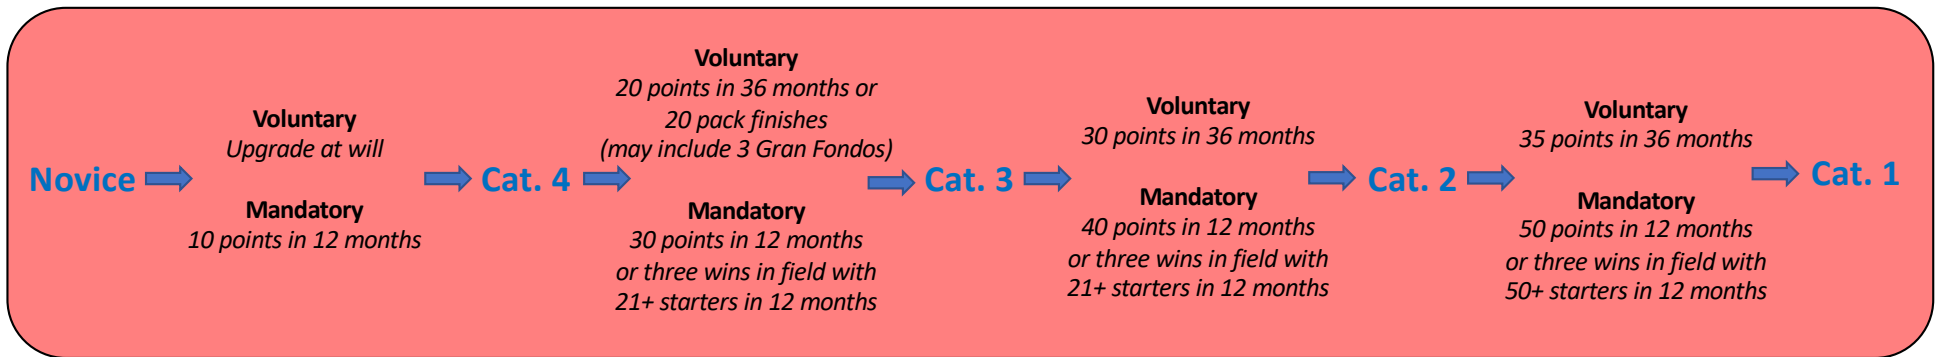 Novice
Voluntary
Upgrade at will
Mandatory
10 points in 12 months
Cat. 4
Voluntary
20 points in 36 months or
20 pack finishes
(may include 3 Gran Fondos)
Mandatory
30 points in 12 months
or three wins in field with
21+ starters in 12 months
Cat. 3
Voluntary
30 points in 36 months
Mandatory
40 points in 12 months
or three wins in field with
21+ starters in 12 months
Cat. 2
Voluntary
35 points in 36 months
Mandatory
50 points in 12 months
or three wins in field with
50+ starters in 12 months
Cat. 1